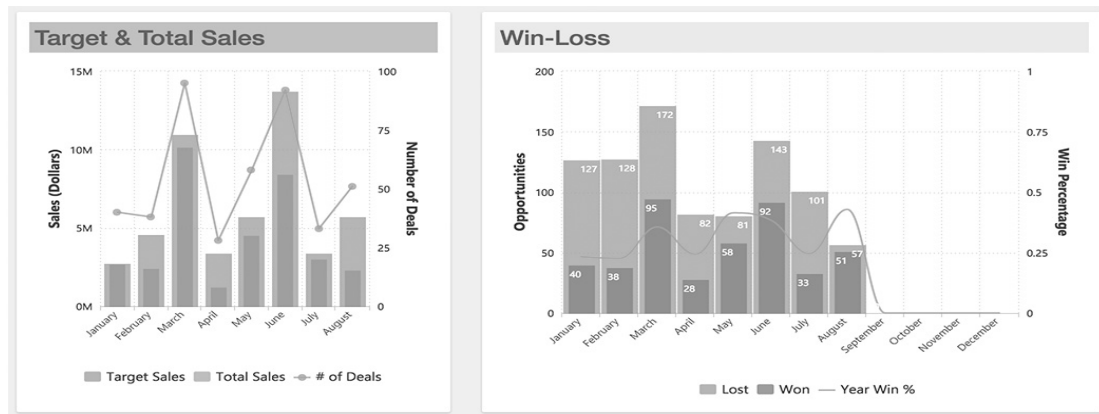 Target & Total Sales
15M
10M
5M
0M
Sales (Dollars)
100
75
50
25
0
Number of Deals
January
February
March
April
May
June
July
August
Target Sales
Total Sales
# of Deals
Win-Loss
200
150
100
50
0
Opportunities
1
0.75
0.5
0.25
0
Win Percentage
127
128
172
82
81
143
101
57
40
38
95
28
58
92
33
51
January
February
March
April
May
June
July
August
September
October
November
December
Lost
Won
Year Win %